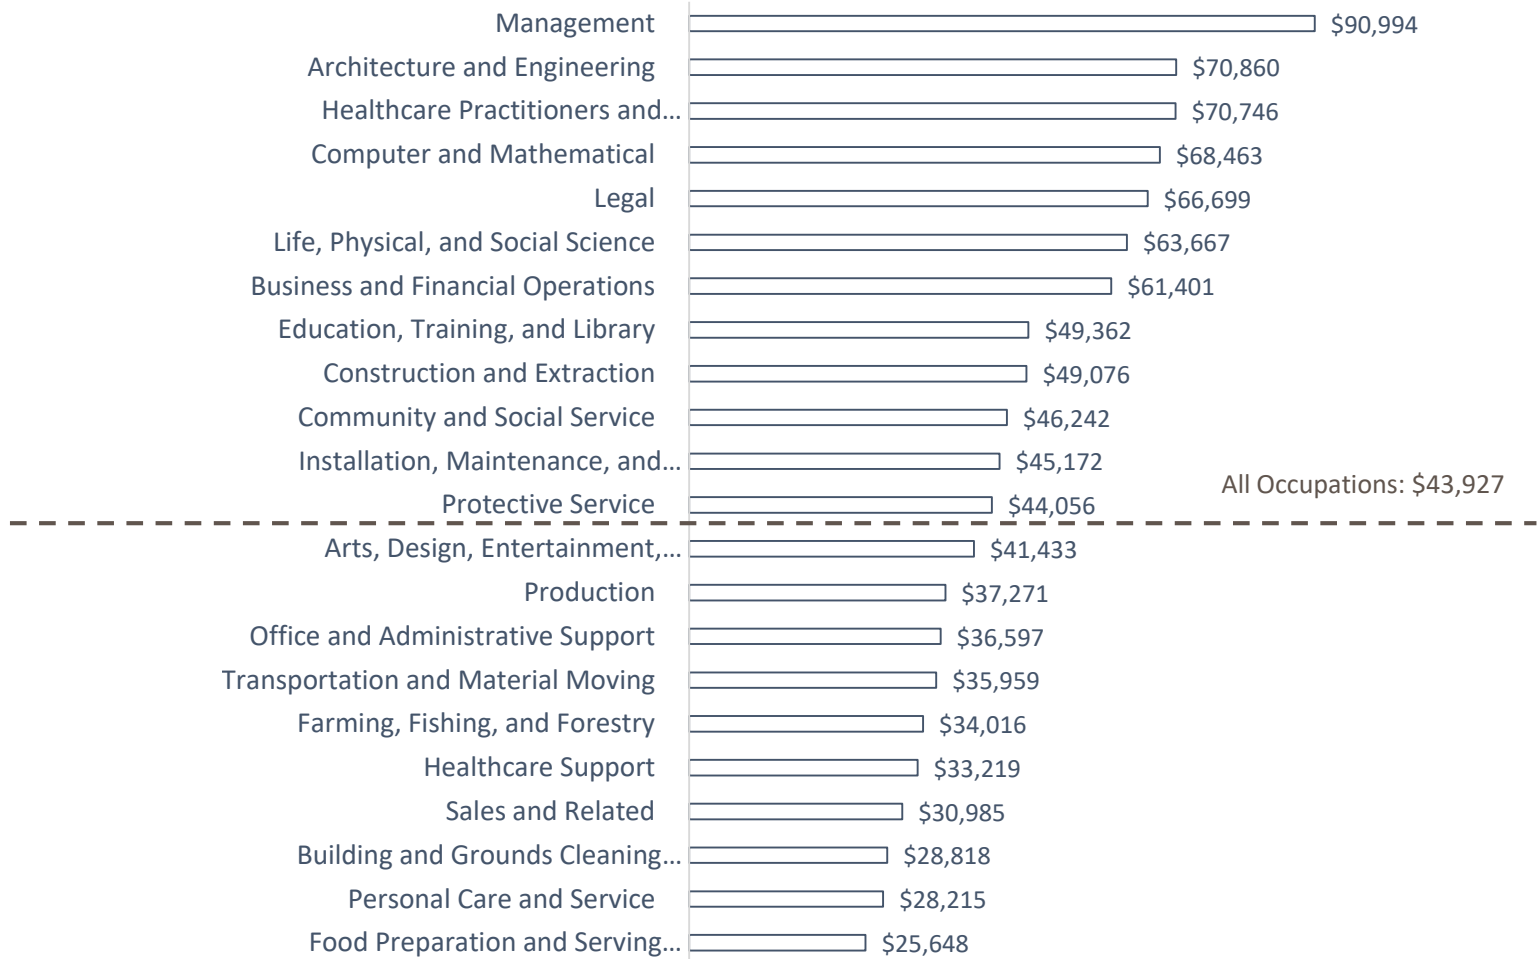 Management $90,994
Architecture and Engineering $70,860
Healthcare Practitioners and... $70,746
Computer and Mathematical $68,463
Legal $66,699
Life, Physical, and Social Science $63,667
Business and Financial Operations $61,401
Education, Training, and Library $49,362
Construction and Extraction $49,076
Community and Social Service $46,242
Installation, Maintenance, and... $45,172
All Occupations: $43,927
Protective Service $44,056
Arts, Design, Entertainment,... $41,433
Production $37,271
Office and Administrative Support $36,597
Transportation and Material Moving $35,959
Farming, Fishing, and Forestry $34,016
Healthcare Support $33,219
Sales and Related $30,985
Building and Grounds Cleaning... $28,818
Personal Care and Service $28,215
Food Preparation and Serving... $25,648